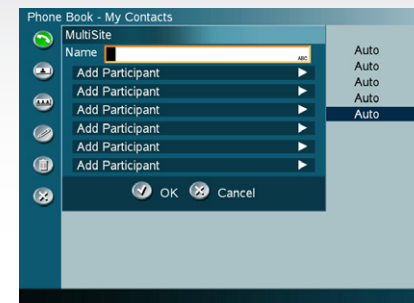 Phone Book - My Contacts
MultiSite
Name
ABC
Add Participant
Add Participant
Add Participant
Add Participant
Add Participant
Add Participant
OK Cancel
Auto
Auto
Auto
Auto
Auto